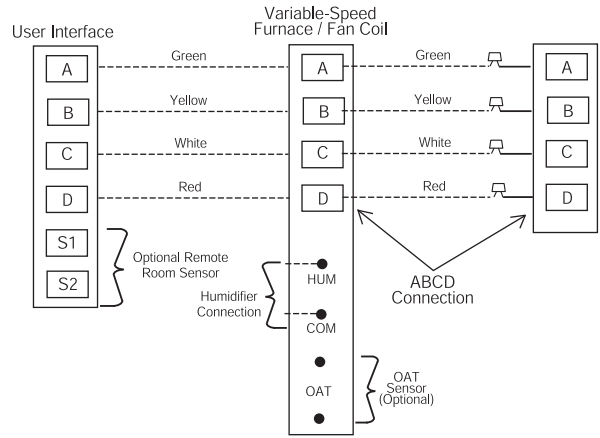 User Interface
Variable-Speed
Furnace / Fan Coil
A
Green
A
Green
A
B
Yellow
B
Yellow
B
C
White
C
White
C
D
Red
D
Red
D
S1
S2
Optional Remote
Room Sensor
HUM
Humidifier
Connection
COM
ABCD
Connection
OAT
OAT
Sensor
(Optional)